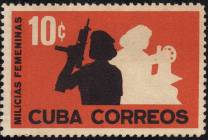 10¢
MILICIAS FEMENINAS
CUBA CORREOS